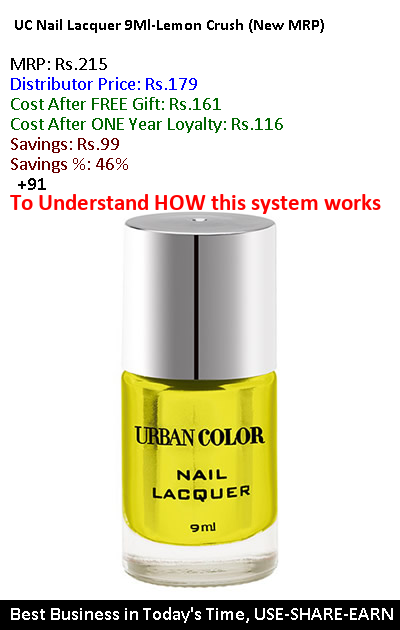 UC Nail Lacquer 9Ml-Lemon Crush (New MRP)
MRP: Rs.215
Distributor Price: Rs.179
Cost After FREE Gift: Rs.161
Cost After ONE Year Loyalty: Rs.116
Savings: Rs.99
Savings %: 46%
+91
To Understand HOW this system works
URBAN COLOR
NAIL
LACQUER
9ml
Best Business in Today's Time, USE-SHARE-EARN